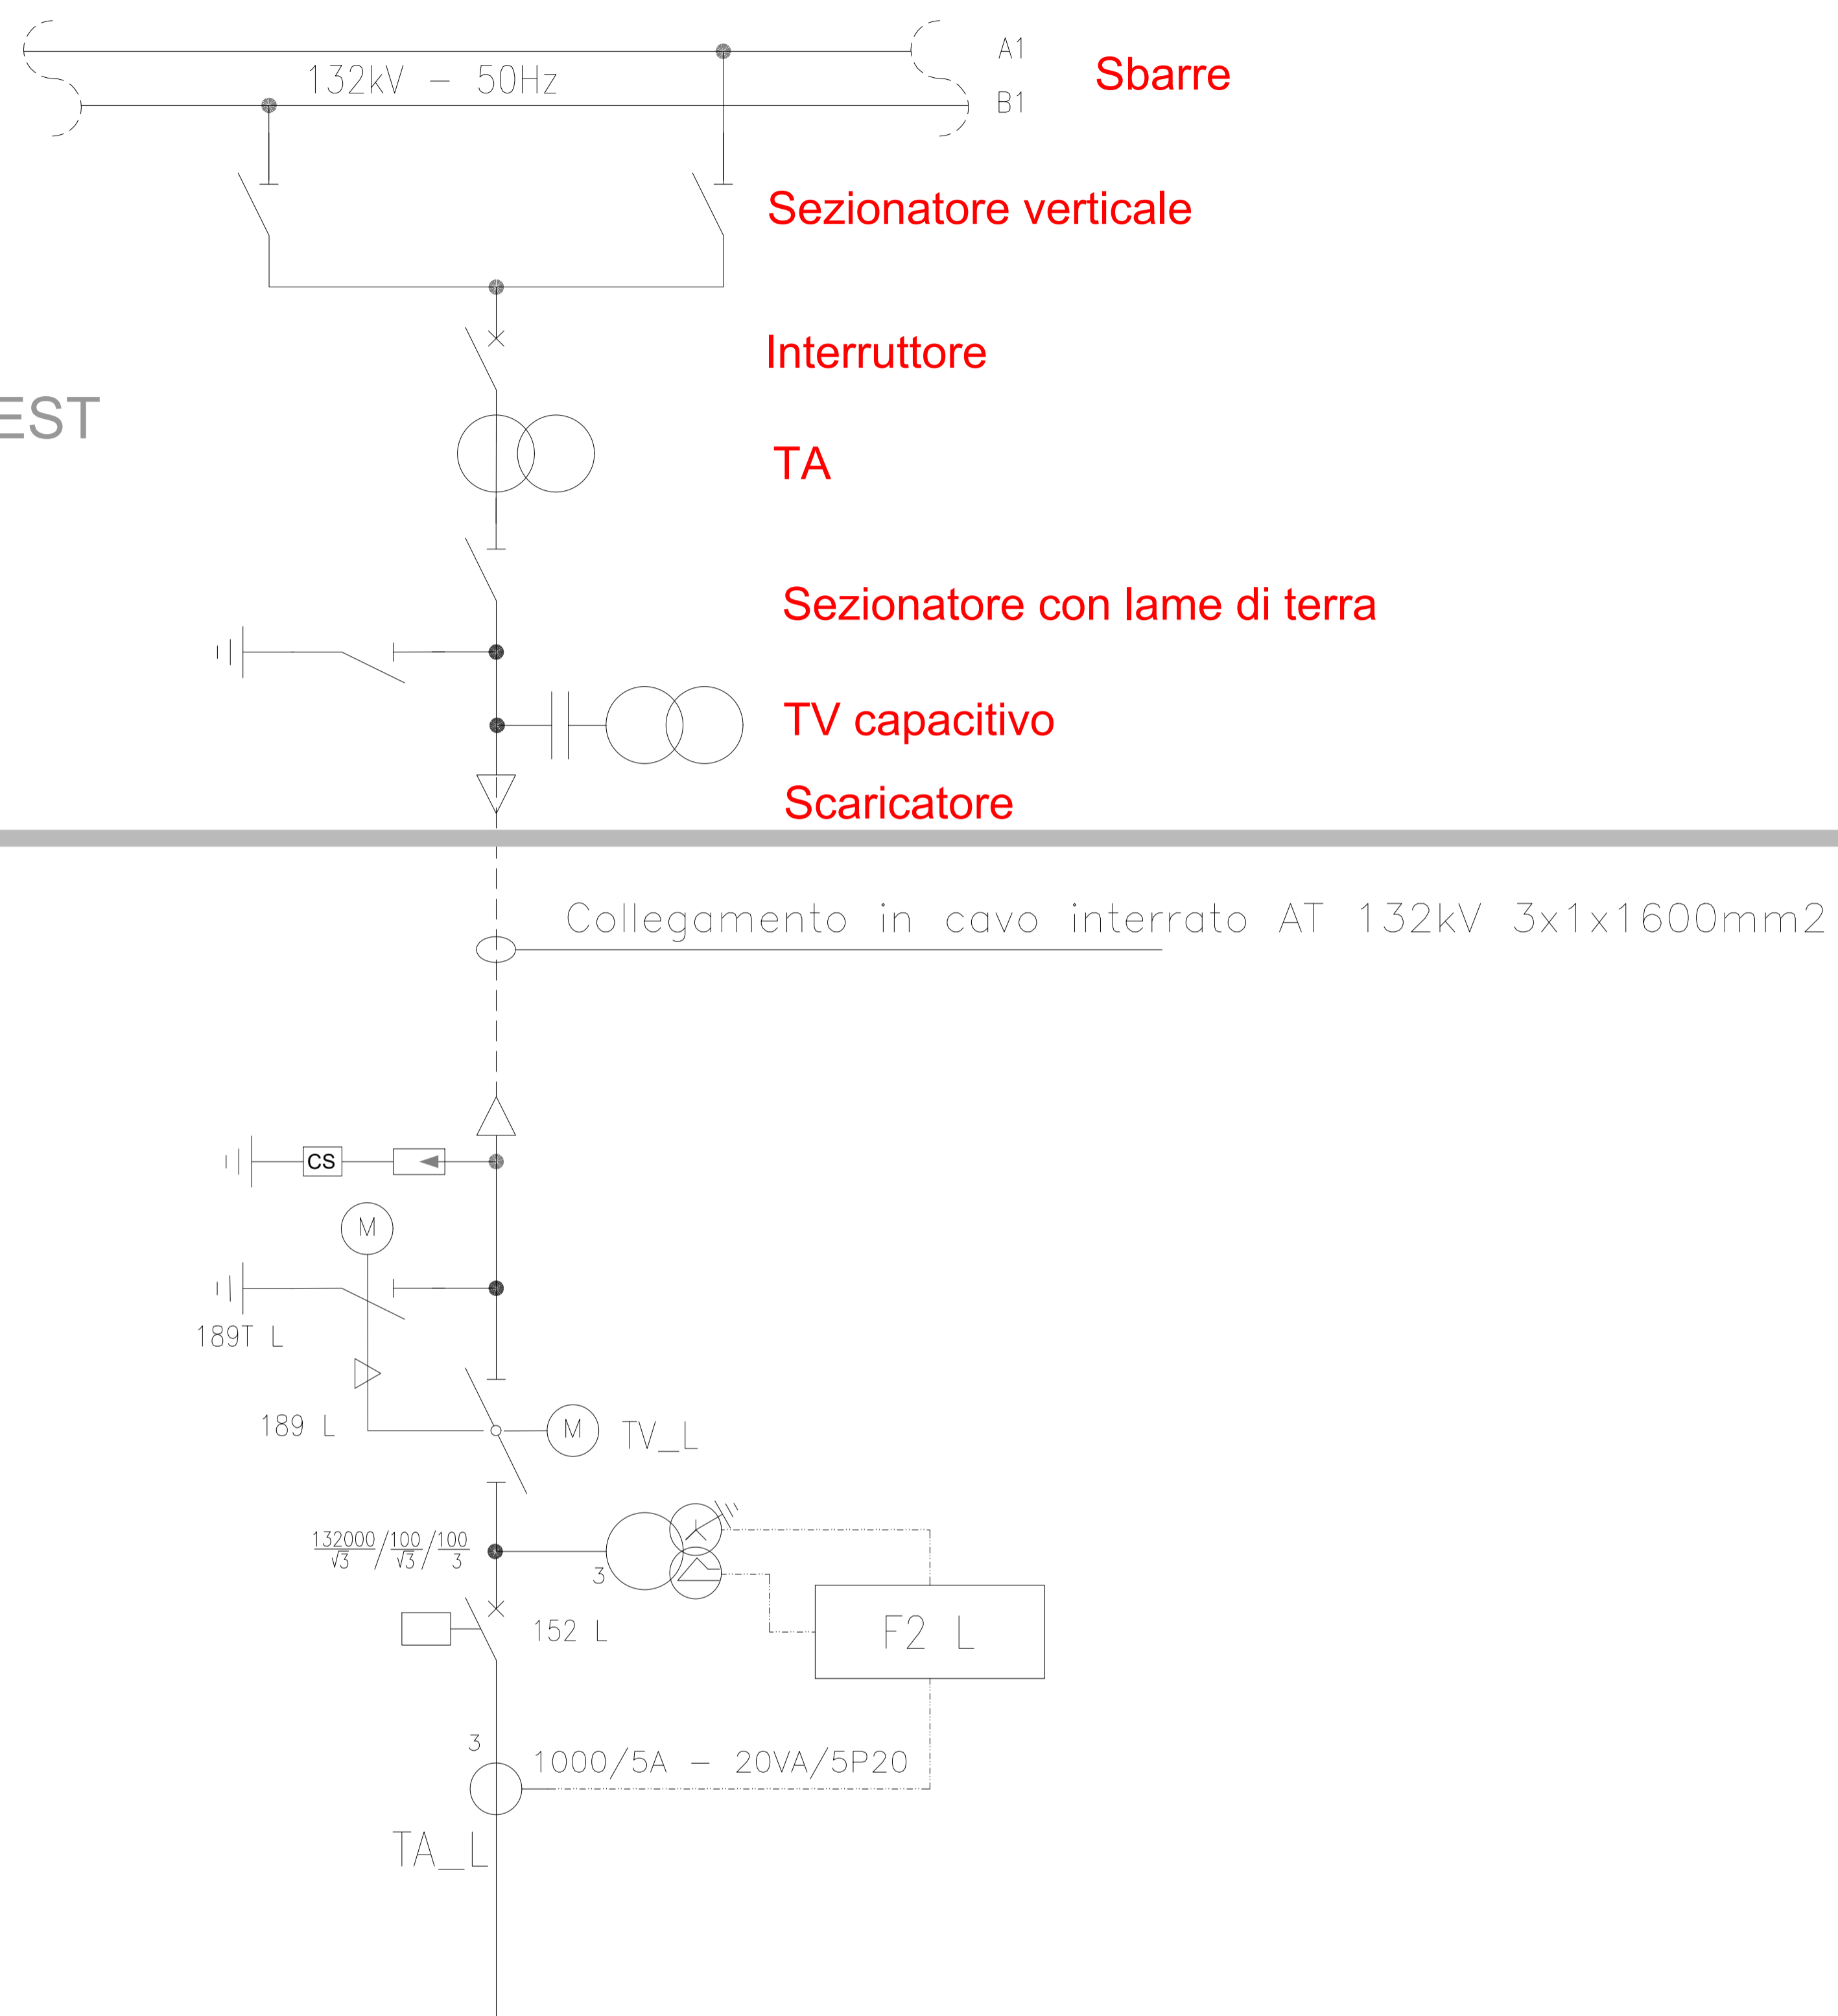 A1
Sbarre
132kV - 50Hz
B1
Sezionatore verticale
Interruttore
EST
TA
Sezionatore con lame di terra
TV capacitivo
Scaricatore
Collegamento in cavo interrato AT 132kV 3x1x1600mm2
CS
M
189T L
189 L
M
TV_L
132000/√3 / 100/√3 / 100/3
3
152 L
F2 L
3
1000/5A - 20VA/5P20
TA_L